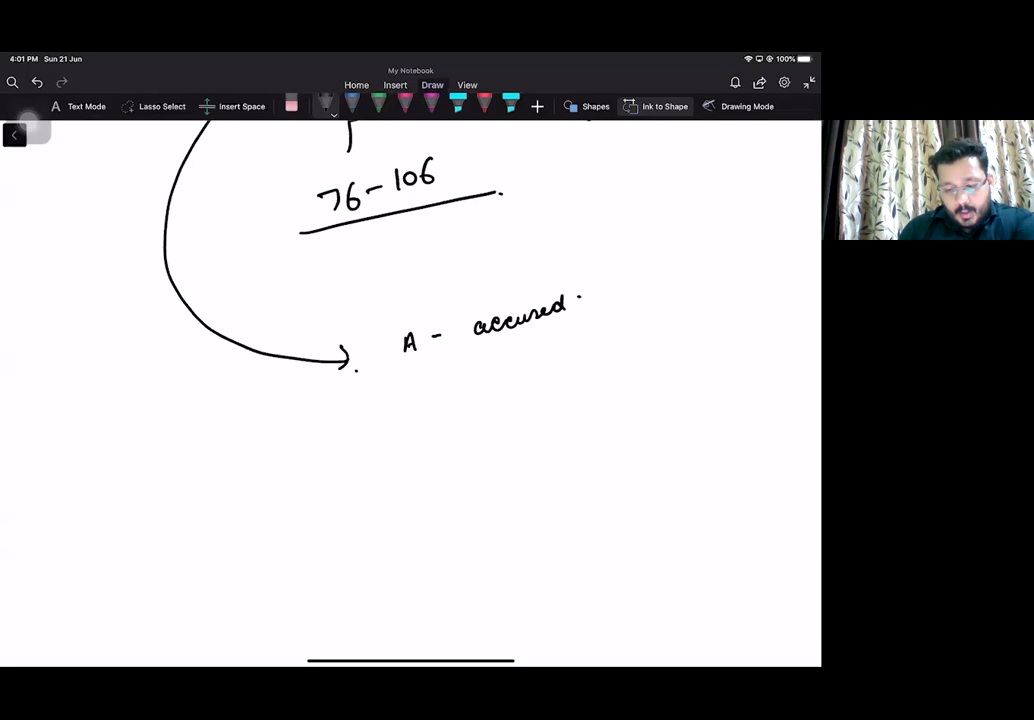 4:01 PM Sun 21 Jun 100%
My Notebook
Home Insert Draw View
Text Mode Lasso Select Insert Space Shapes Ink to Shape Drawing Mode
76-106
A - accused.